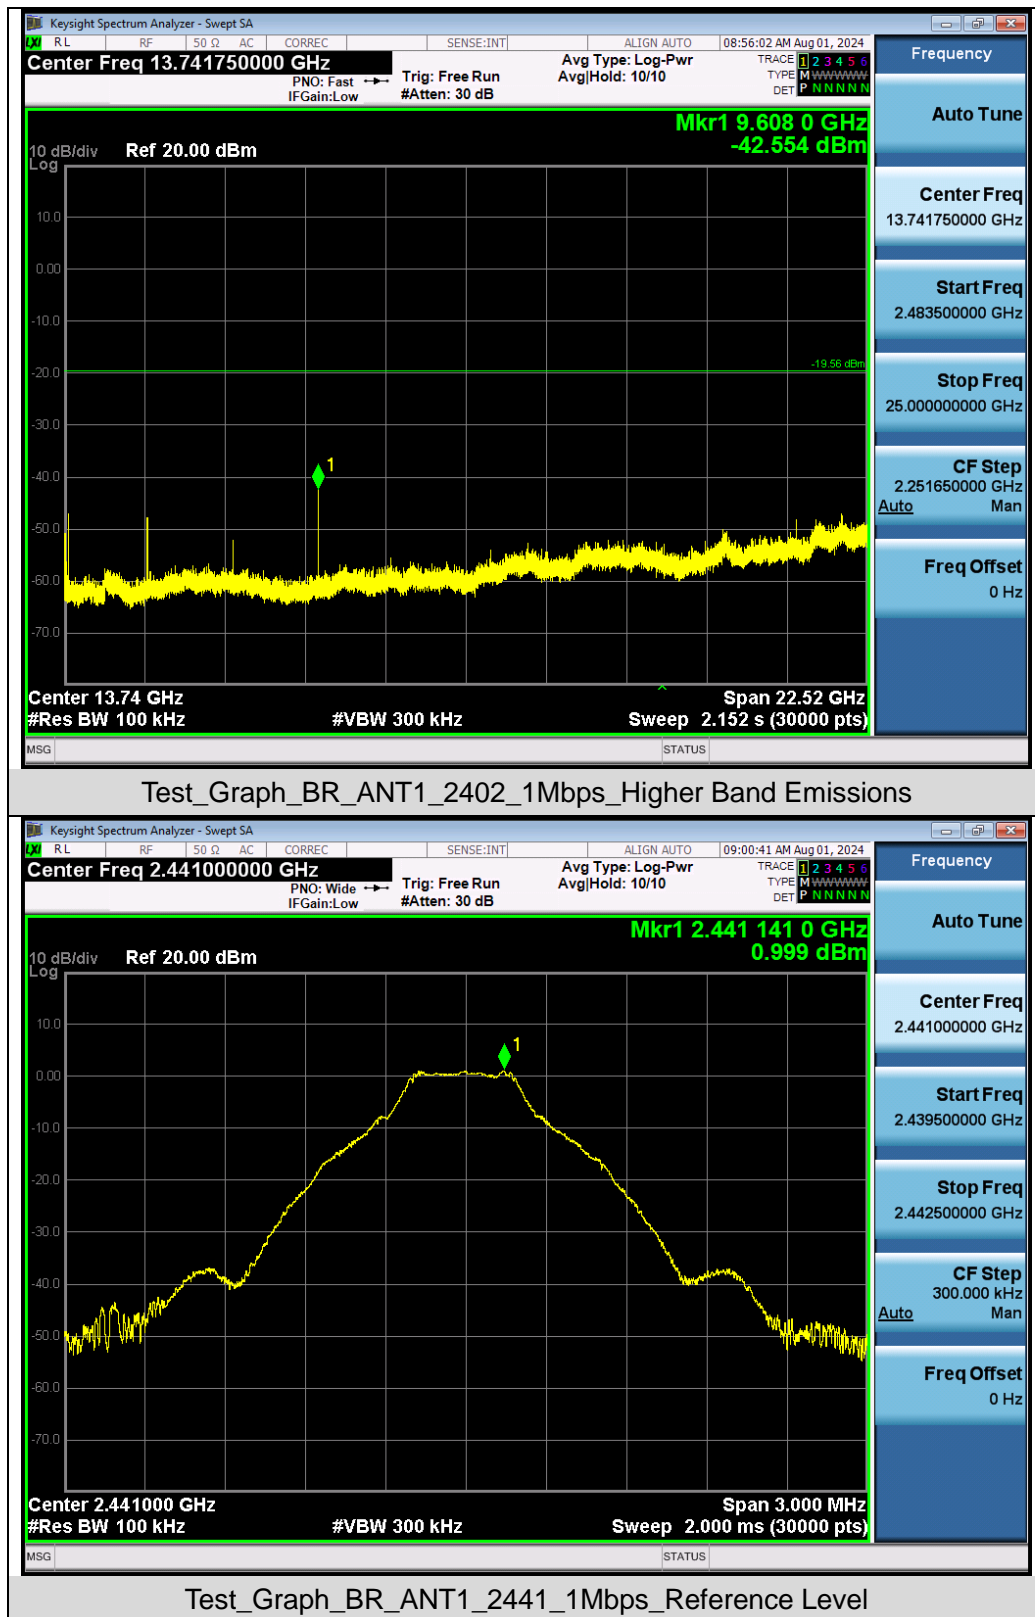 Keysight Spectrum Analyzer - Swept SA
LXI RL RF 50 Ω AC CORREC SENSE:INT ALIGN AUTO 08:56:02 AM Aug 01, 2024
Center Freq 13.741750000 GHz
PNO: Fast
IFGain:Low
Trig: Free Run
#Atten: 30 dB
Avg Type: Log-Pwr
Avg|Hold: 10/10
TRACE 1 2 3 4 5 6
TYPE M W W W W W
DET P N N N N N
Mkr1 9.608 0 GHz
-42.554 dBm
10 dB/div Ref 20.00 dBm
Log
10.0
0.00
-10.0
-19.56 dBm
-20.0
-30.0
1
-40.0
-50.0
-60.0
-70.0
Center 13.74 GHz Span 22.52 GHz
#Res BW 100 kHz #VBW 300 kHz Sweep 2.152 s (30000 pts)
MSG STATUS
Frequency
Auto Tune
Center Freq
13.741750000 GHz
Start Freq
2.483500000 GHz
Stop Freq
25.000000000 GHz
CF Step
2.251650000 GHz
Auto Man
Freq Offset
0 Hz
Test_Graph_BR_ANT1_2402_1Mbps_Higher Band Emissions
Keysight Spectrum Analyzer - Swept SA
LXI RL RF 50 Ω AC CORREC SENSE:INT ALIGN AUTO 09:00:41 AM Aug 01, 2024
Center Freq 2.441000000 GHz
PNO: Wide
IFGain:Low
Trig: Free Run
#Atten: 30 dB
Avg Type: Log-Pwr
Avg|Hold: 10/10
TRACE 1 2 3 4 5 6
TYPE M W W W W W
DET P N N N N N
Mkr1 2.441 141 0 GHz
0.999 dBm
10 dB/div Ref 20.00 dBm
Log
10.0
1
0.00
-10.0
-20.0
-30.0
-40.0
-50.0
-60.0
-70.0
Center 2.441000 GHz Span 3.000 MHz
#Res BW 100 kHz #VBW 300 kHz Sweep 2.000 ms (30000 pts)
MSG STATUS
Frequency
Auto Tune
Center Freq
2.441000000 GHz
Start Freq
2.439500000 GHz
Stop Freq
2.442500000 GHz
CF Step
300.000 kHz
Auto Man
Freq Offset
0 Hz
Test_Graph_BR_ANT1_2441_1Mbps_Reference Level